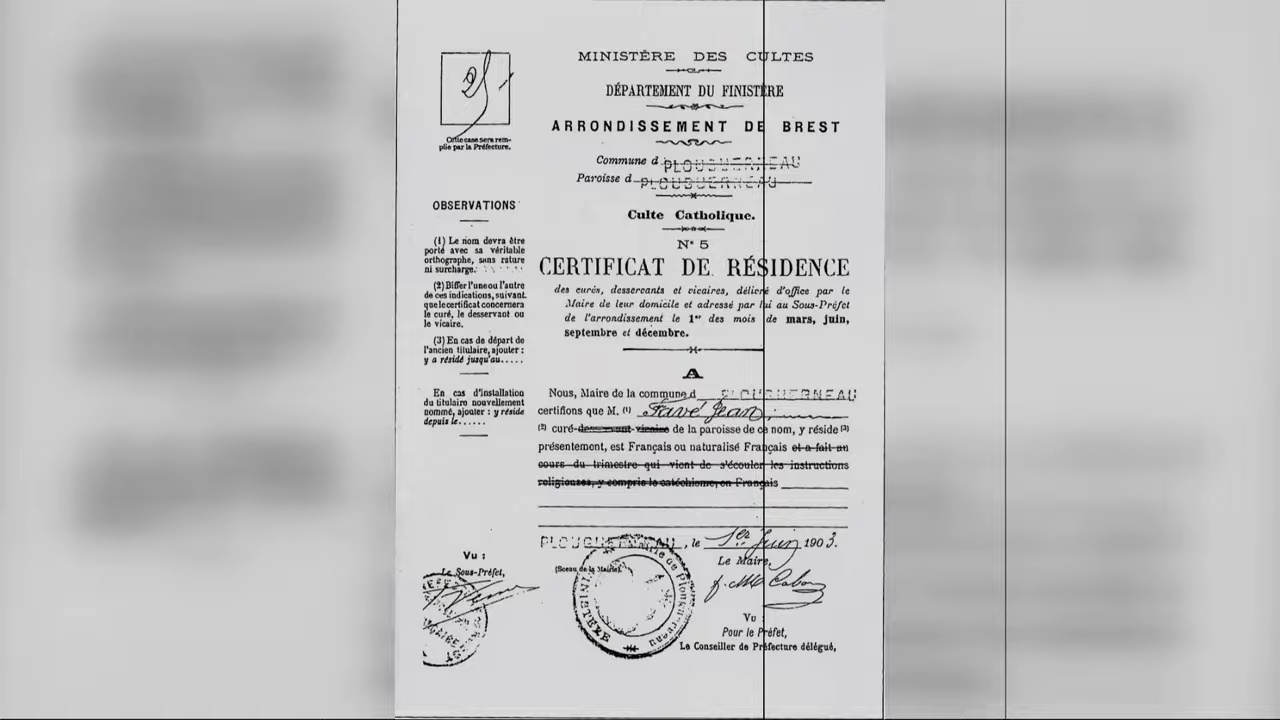 25
Cette case sera rem-
plie par la Préfecture.
MINISTÈRE DES CULTES
DÉPARTEMENT DU FINISTÈRE
ARRONDISSEMENT DE BREST
Commune d PLOUGUERNEAU
Paroisse d PLOUGUERNEAU
Culte Catholique.
N° 5
CERTIFICAT DE RÉSIDENCE
des curés, desservants et vicaires, délivré d'office par le
Maire de leur domicile et adressé par lui au Sous-Préfet
de l'arrondissement le 1er des mois de mars, juin,
septembre et décembre.
OBSERVATIONS
(1) Le nom devra être
porté avec sa véritable
orthographe, sans rature
ni surcharge.
(2) Biffer l'une ou l'autre
de ces indications, suivant
que le certificat concernera
le curé, le desservant ou
le vicaire.
(3) En cas de départ de
l'ancien titulaire, ajouter :
y a résidé jusqu'au.....
En cas d'installation
du titulaire nouvellement
nommé, ajouter : y réside
depuis le......
A
Nous, Maire de la commune d PLOUGUERNEAU
certifions que M. (1) Favé Jean
(2) curé-desservant-vicaire de la paroisse de ce nom, y réside (3)
présentement, est Français ou naturalisé Français et a fait au
cours du trimestre qui vient de s'écouler les instructions
religieuses, y compris le catéchisme, en Français
PLOUGUERNEAU, le 1er Juin 1903.
Le Maire,
(Sceau de la Mairie).
Mairie de Plouguerneau
FINISTÈRE
Vu :
Le Sous-Préfet,
Vu
Pour le Préfet,
Le Conseiller de Préfecture délégué,